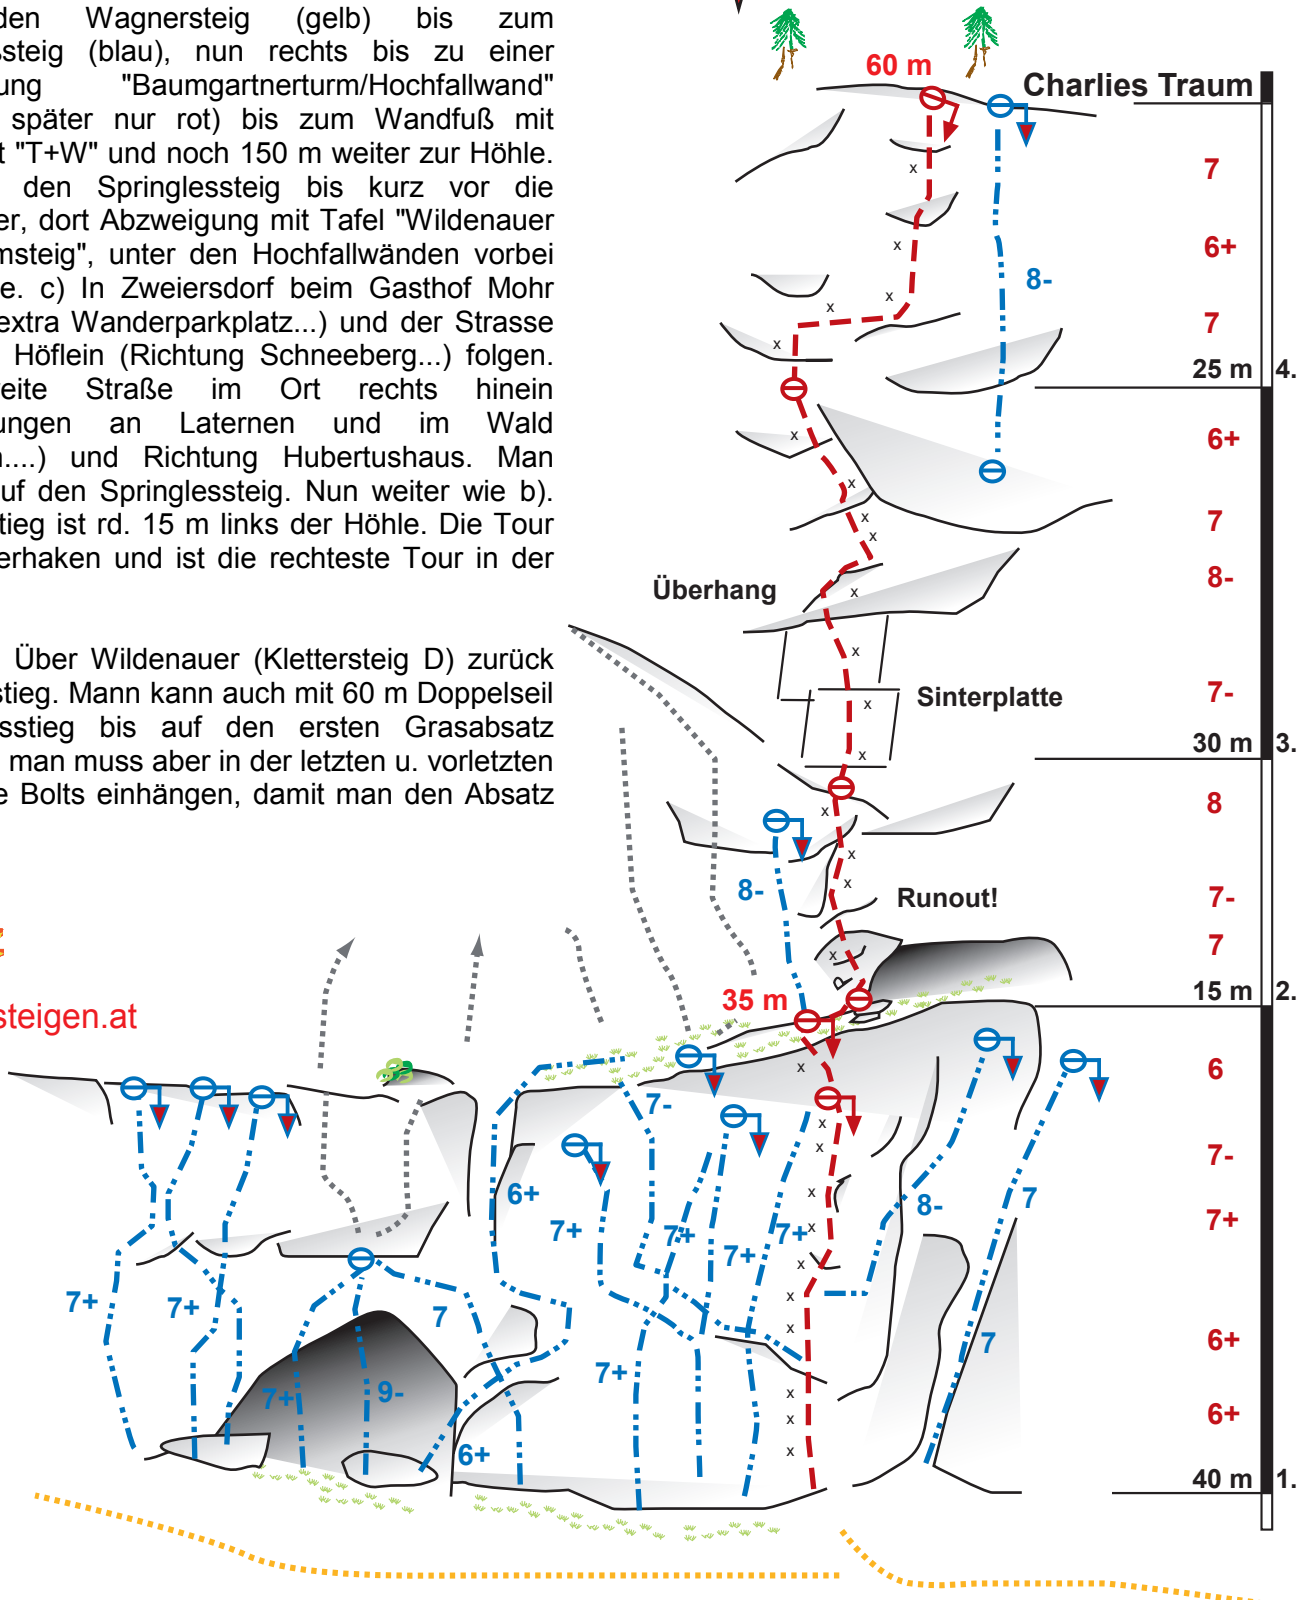 den Wagnersteig (gelb) bis zum
ssteig (blau), nun rechts bis zu einer
ung "Baumgartnerturm/Hochfallwand"
später nur rot) bis zum Wandfuß mit
t "T+W" und noch 150 m weiter zur Höhle.
den Springlessteig bis kurz vor die
er, dort Abzweigung mit Tafel "Wildenauer
msteig", unter den Hochfallwänden vorbei
e. c) In Zweiersdorf beim Gasthof Mohr
extra Wanderparkplatz...) und der Strasse
Höflein (Richtung Schneeberg...) folgen.
eite Straße im Ort rechts hinein
ungen an Laternen und im Wald
n....) und Richtung Hubertushaus. Man
uf den Springlessteig. Nun weiter wie b).
tieg ist rd. 15 m links der Höhle. Die Tour
erhaken und ist die rechteste Tour in der
Über Wildenauer (Klettersteig D) zurück
stieg. Mann kann auch mit 60 m Doppelseil
sstieg bis auf den ersten Grasabsatz
man muss aber in der letzten u. vorletzten
e Bolts einhängen, damit man den Absatz
steigen.at
60 m
Charlies Traum
7
6+
8-
7
25 m 4.
6+
7
8-
Überhang
7-
Sinterplatte
30 m 3.
8
8-
7-
Runout!
7
P
15 m 2.
35 m
6
7-
7-
6+
8-
7
7+
7+
7+
7+
7+
7+
7+
7
6+
7
7+
7+
9-
6+
6+
40 m 1.